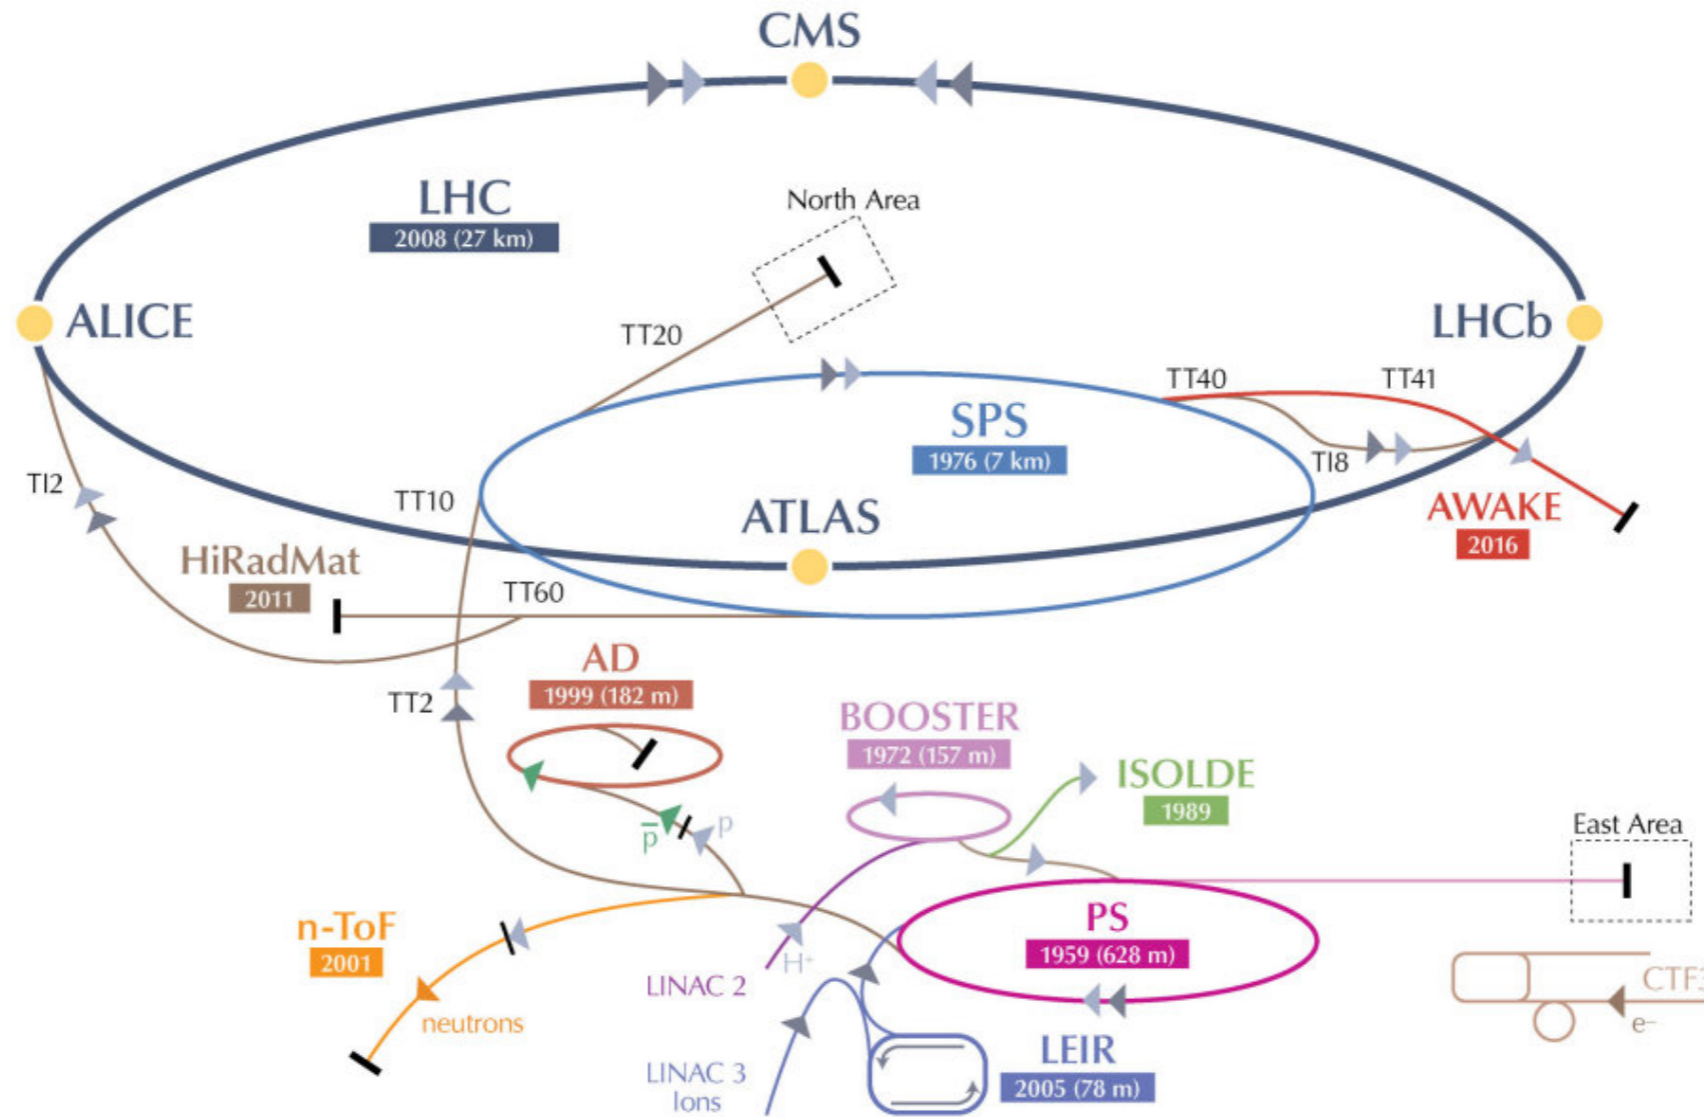 CMS
LHC
2008 (27 km)
North Area
ALICE
LHCb
TT20
TT40
TT41
SPS
1976 (7 km)
TI2
TT10
TI8
ATLAS
AWAKE
2016
HiRadMat
2011
TT60
AD
1999 (182 m)
TT2
BOOSTER
1972 (157 m)
ISOLDE
1989
p̅
p
East Area
n-ToF
2001
PS
1959 (628 m)
H⁺
LINAC 2
CTF3
neutrons
e⁻
LEIR
2005 (78 m)
LINAC 3
Ions